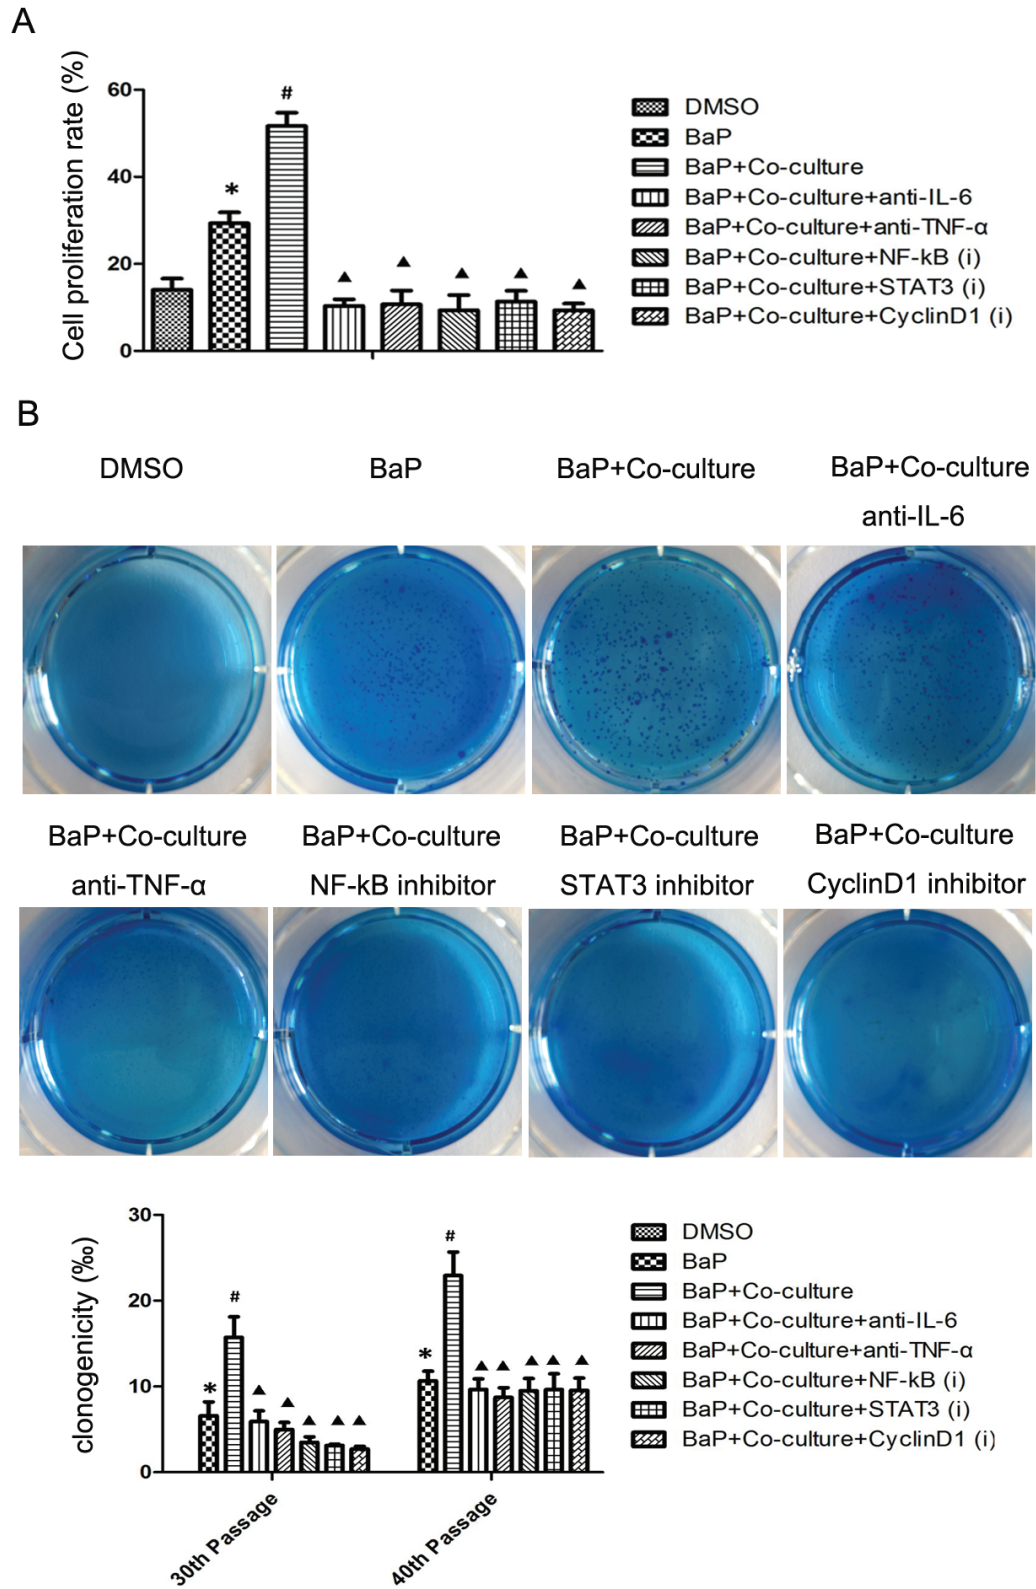 A
Cell proliferation rate (%)
60
40
20
0
*
#
▲ ▲ ▲ ▲ ▲
DMSO
BaP
BaP+Co-culture
BaP+Co-culture+anti-IL-6
BaP+Co-culture+anti-TNF-α
BaP+Co-culture+NF-kB (i)
BaP+Co-culture+STAT3 (i)
BaP+Co-culture+CyclinD1 (i)
B
DMSO
BaP
BaP+Co-culture
BaP+Co-culture
anti-IL-6
BaP+Co-culture
anti-TNF-α
BaP+Co-culture
NF-kB inhibitor
BaP+Co-culture
STAT3 inhibitor
BaP+Co-culture
CyclinD1 inhibitor
clonogenicity (‰)
30
20
10
0
*
#
▲ ▲ ▲ ▲ ▲
*
#
▲ ▲ ▲ ▲ ▲
30th Passage
40th Passage
DMSO
BaP
BaP+Co-culture
BaP+Co-culture+anti-IL-6
BaP+Co-culture+anti-TNF-α
BaP+Co-culture+NF-kB (i)
BaP+Co-culture+STAT3 (i)
BaP+Co-culture+CyclinD1 (i)